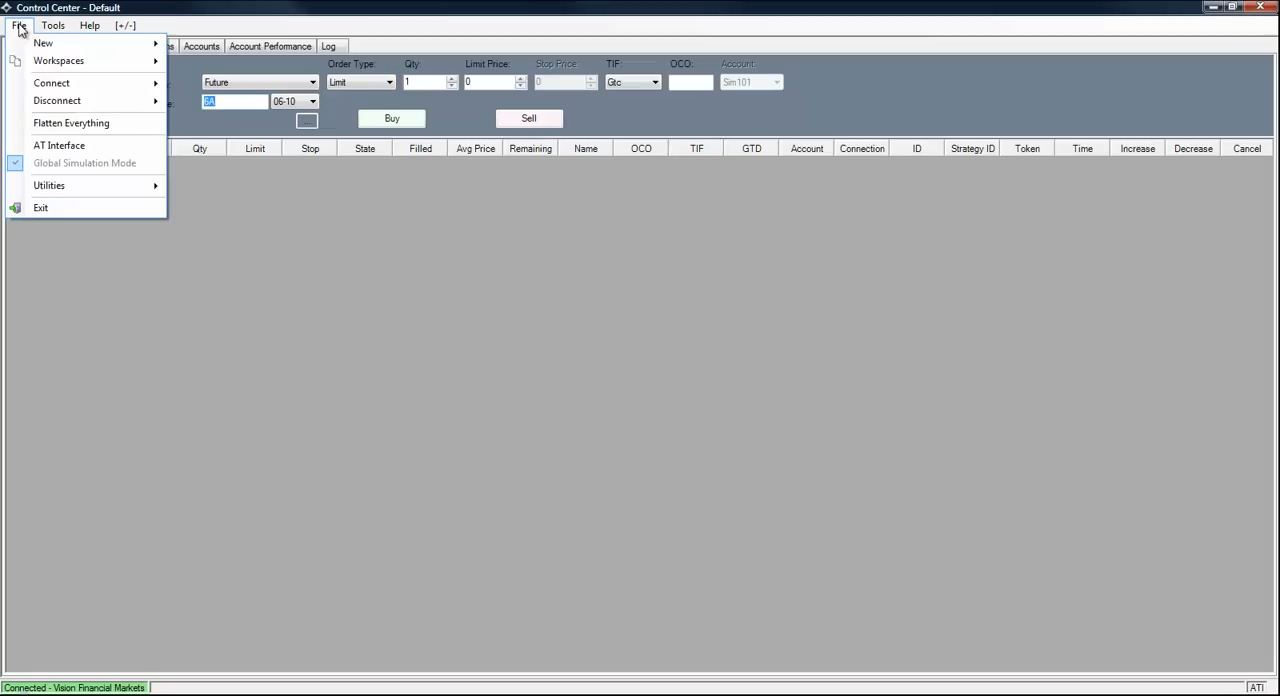 Control Center - Default
File Tools Help [+/-]
Accounts Account Peformance Log
New
Workspaces
Connect
Disconnect
Flatten Everything
AT Interface
Global Simulation Mode
Utilities
Exit
Order Type: Qty: Limit Price: Stop Price: TIF: OCO: Account:
Future Limit 1 0 0 Gtc Sim101
6A 06-10
...
Buy Sell
Qty Limit Stop State Filled Avg Price Remaining Name OCO TIF GTD Account Connection ID Strategy ID Token Time Increase Decrease Cancel
Connected - Vision Financial Markets ATI